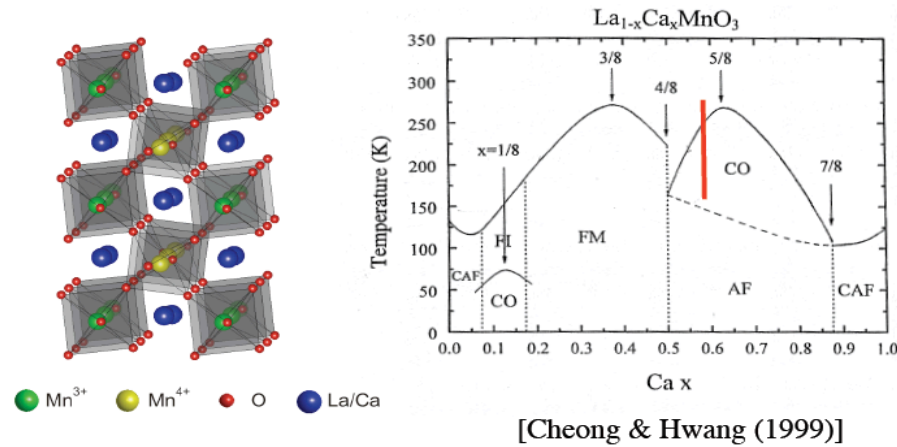 La₁₋ₓCaₓMnO₃
350
300
250
200
150
100
50
0
Temperature (K)
3/8
4/8
5/8
x=1/8
7/8
CO
FI
FM
CAF
CO
AF
CAF
0.0 0.1 0.2 0.3 0.4 0.5 0.6 0.7 0.8 0.9 1.0
Ca x
Mn³⁺ Mn⁴⁺ O La/Ca
[Cheong & Hwang (1999)]